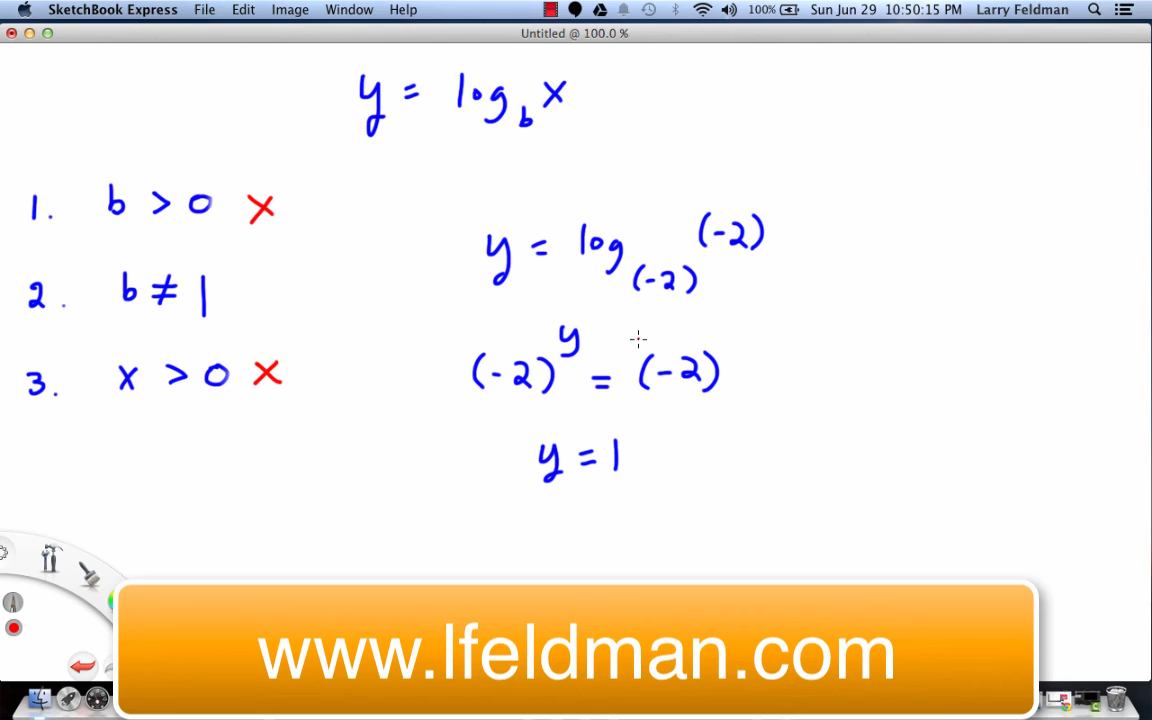 SketchBook Express File Edit Image Window Help 100% Sun Jun 29 10:50:15 PM Larry Feldman
Untitled @ 100.0 %
y = log_b x
1. b > 0 X
2. b ≠ 1
3. x > 0 X
y = log_(-2) (-2)
(-2)^y = (-2)
y = 1
www.lfeldman.com